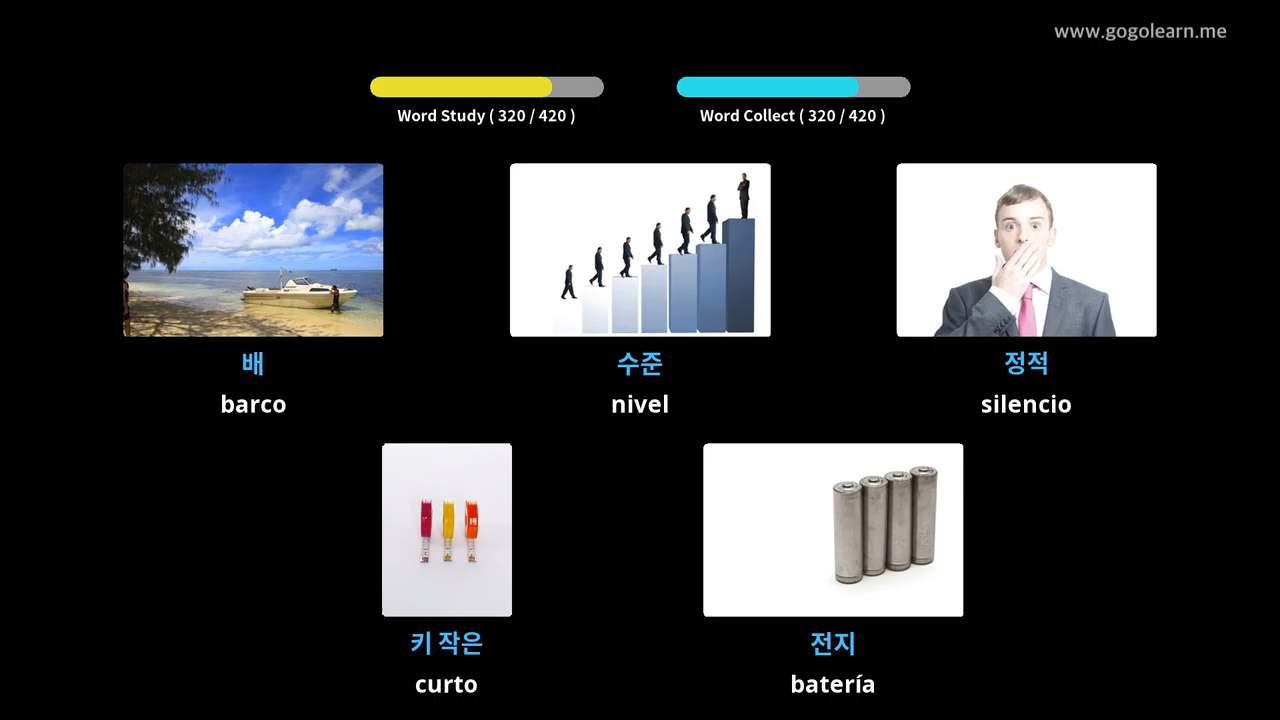 www.gogolearn.me
Word Study ( 320 / 420 )
Word Collect ( 320 / 420 )
배
barco
수준
nivel
정적
silencio
키 작은
curto
전지
batería